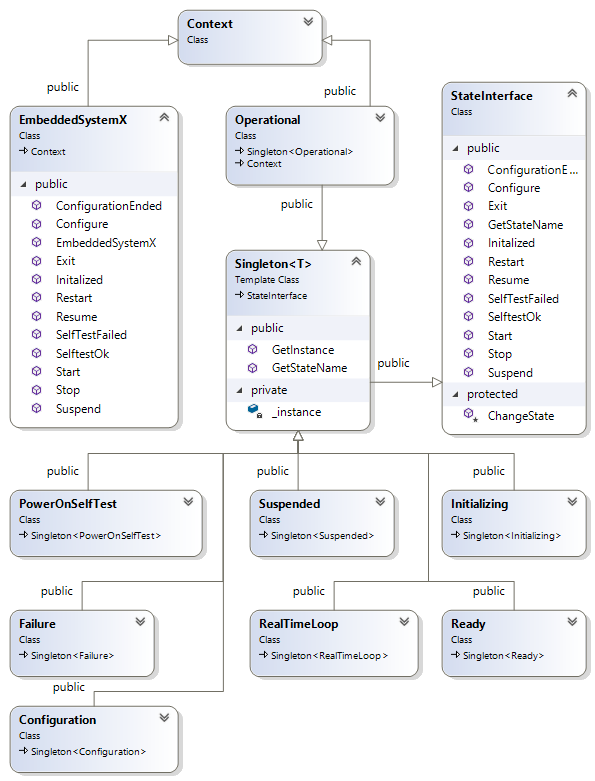 Context
Class
public
public
EmbeddedSystemX
Class
Context
public
ConfigurationEnded
Configure
EmbeddedSystemX
Exit
Initalized
Restart
Resume
SelfTestFailed
SelftestOk
Start
Stop
Suspend
Operational
Class
Singleton<Operational>
Context
public
StateInterface
Class
public
ConfigurationE...
Configure
Exit
GetStateName
Initalized
Restart
Resume
SelfTestFailed
SelftestOk
Start
Stop
Suspend
protected
ChangeState
Singleton<T>
Template Class
StateInterface
public
GetInstance
GetStateName
private
_instance
public
public
public
public
PowerOnSelfTest
Class
Singleton<PowerOnSelfTest>
Suspended
Class
Singleton<Suspended>
Initializing
Class
Singleton<Initializing>
public
public
public
Failure
Class
Singleton<Failure>
RealTimeLoop
Class
Singleton<RealTimeLoop>
Ready
Class
Singleton<Ready>
public
Configuration
Class
Singleton<Configuration>